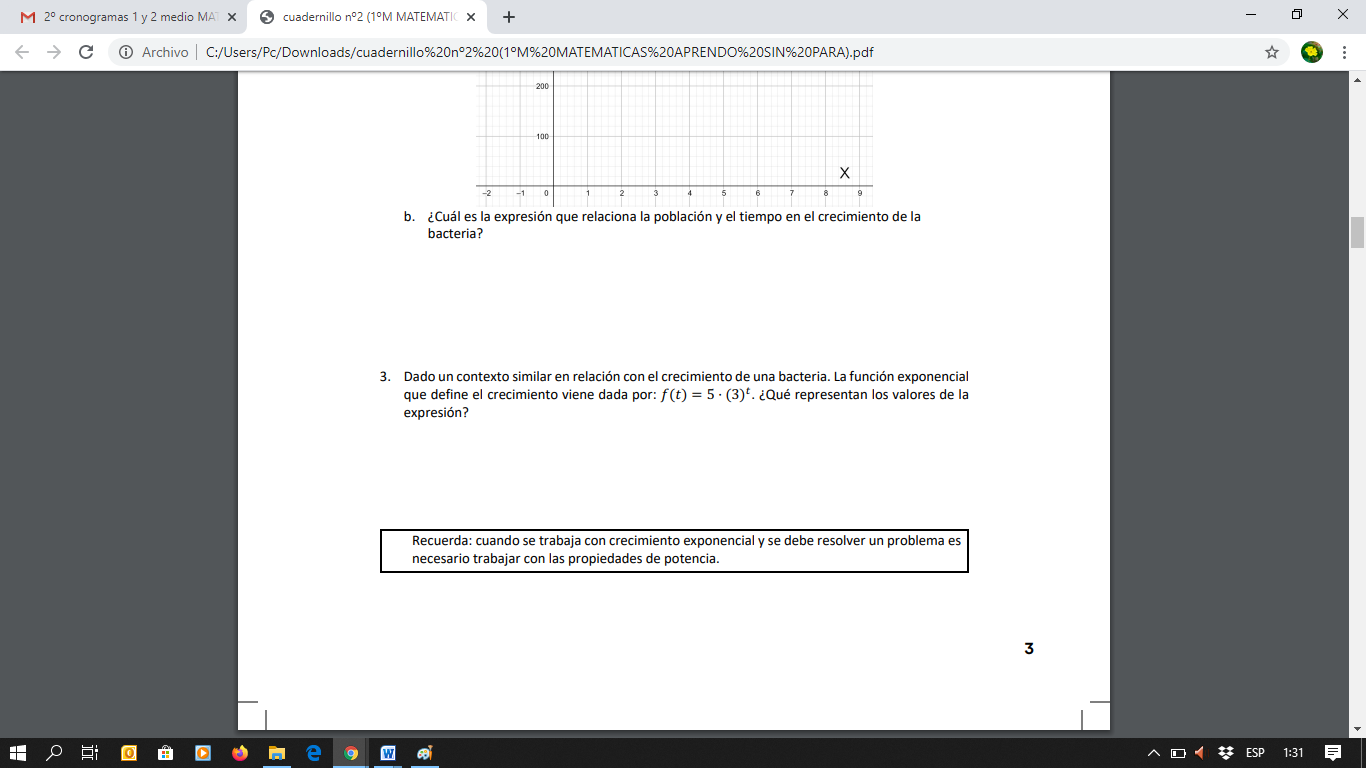 2º cronogramas 1 y 2 medio MAT
cuadernillo nº2 (1ºM MATEMATIC
Archivo
C:/Users/Pc/Downloads/cuadernillo%20nº2%20(1ºM%20MATEMATICAS%20APRENDO%20SIN%20PARA).pdf
200
100
X
−2 −1 0 1 2 3 4 5 6 7 8 9
b. ¿Cuál es la expresión que relaciona la población y el tiempo en el crecimiento de la
bacteria?
3. Dado un contexto similar en relación con el crecimiento de una bacteria. La función exponencial
que define el crecimiento viene dada por: f(t) = 5 · (3)^t. ¿Qué representan los valores de la
expresión?
Recuerda: cuando se trabaja con crecimiento exponencial y se debe resolver un problema es
necesario trabajar con las propiedades de potencia.
3
ESP
1:31